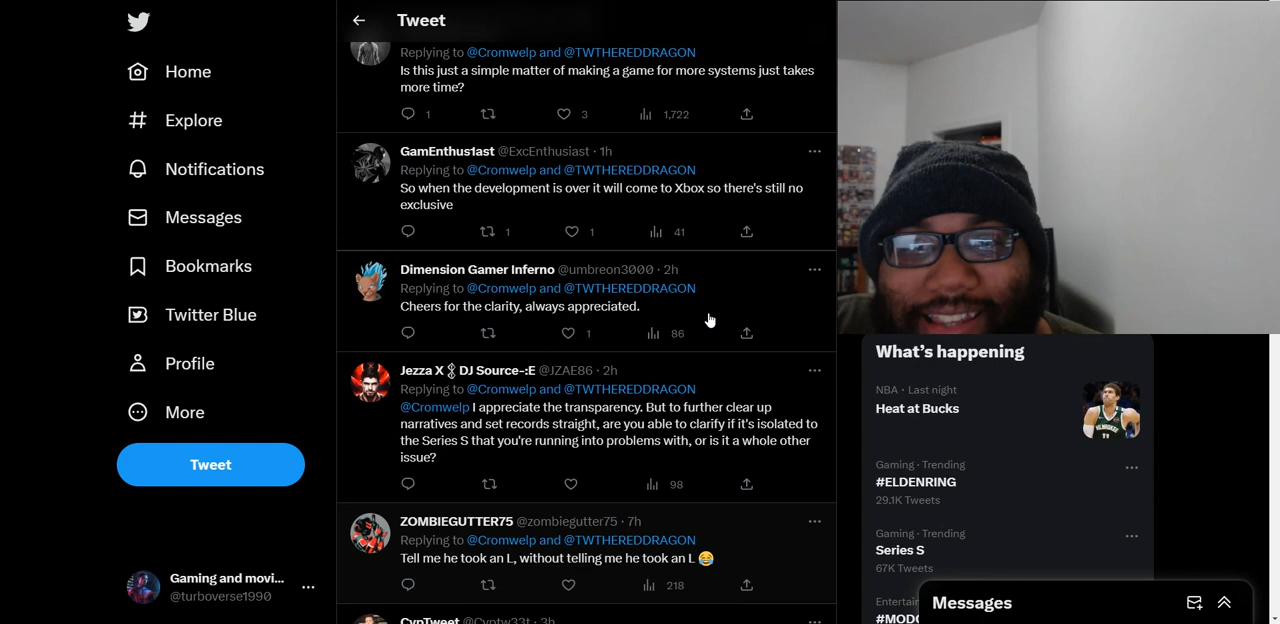 Tweet
Home
Explore
Notifications
Messages
Bookmarks
Twitter Blue
Profile
More
Tweet
Gaming and movi...
@turboverse1990
Replying to @Cromwelp and @TWTHEREDDRAGON
Is this just a simple matter of making a game for more systems just takes
more time?
1
3
1,722
GamEnthus1ast @ExcEnthusiast · 1h
Replying to @Cromwelp and @TWTHEREDDRAGON
So when the development is over it will come to Xbox so there's still no
exclusive
1
1
41
Dimension Gamer Inferno @umbreon3000 · 2h
Replying to @Cromwelp and @TWTHEREDDRAGON
Cheers for the clarity, always appreciated.
1
86
Jezza X DJ Source-:E @JZAE86 · 2h
Replying to @Cromwelp and @TWTHEREDDRAGON
@Cromwelp I appreciate the transparency. But to further clear up
narratives and set records straight, are you able to clarify if it's isolated to
the Series S that you're running into problems with, or is it a whole other
issue?
98
ZOMBIEGUTTER75 @zombiegutter75 · 7h
Replying to @Cromwelp and @TWTHEREDDRAGON
Tell me he took an L, without telling me he took an L 😂
218
CypTweet @Cyptw33t · 3h
What's happening
NBA · Last night
Heat at Bucks
Gaming · Trending
#ELDENRING
29.1K Tweets
Gaming · Trending
Series S
67K Tweets
Messages